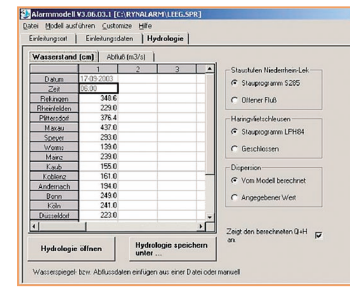 Alarmmodell V3.06.03.1 [C:\RYNALARM\LEEG.SPR]
Datei Modell ausführen Customize Hilfe
Einleitungsort Einleitungsdaten Hydrologie
Wasserstand (cm) Abfluß (m3/s)
1 2 3
Datum 17-09-2003
Zeit 06:00
Rekingen 348.6
Rheinfelden 229.0
Plittersdorf 376.4
Maxau 437.0
Speyer 293.0
Worms 139.0
Mainz 239.0
Kaub 155.0
Koblenz 161.0
Andernach 194.0
Bonn 249.0
Köln 241.0
Düsseldorf 223.0
Hydrologie öffnen
Hydrologie speichern
unter ...
Wasserspiegel- bzw. Abflussdaten einfügen aus einer Datei oder manuell
Staustufen Niederrhein-Lek
Stauprogramm S285
Offener Fluß
Haringvlietschleusen
Stauprogramm LPH84
Geschlossen
Dispersion
Vom Modell berechnet
Angegebener Wert
Zeigt den berechneten Q-H
an